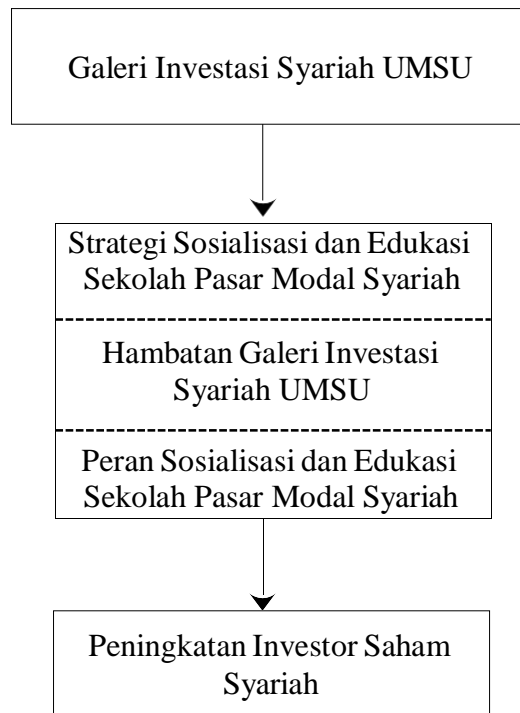 Galeri Investasi Syariah UMSU
Strategi Sosialisasi dan Edukasi
Sekolah Pasar Modal Syariah
Hambatan Galeri Investasi
Syariah UMSU
Peran Sosialisasi dan Edukasi
Sekolah Pasar Modal Syariah
Peningkatan Investor Saham
Syariah